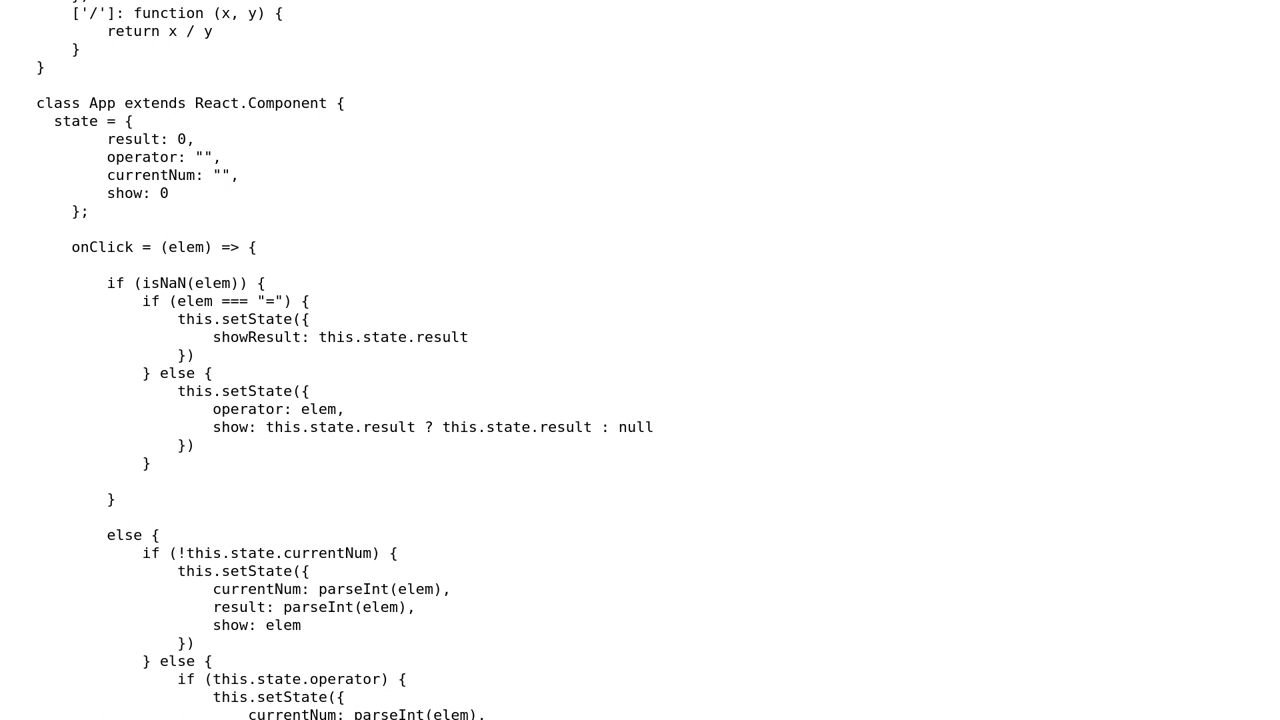 ['/']: function (x, y) {
return x / y
}
}
class App extends React.Component {
state = {
result: 0,
operator: "",
currentNum: "",
show: 0
};
onClick = (elem) => {
if (isNaN(elem)) {
if (elem === "=") {
this.setState({
showResult: this.state.result
})
} else {
this.setState({
operator: elem,
show: this.state.result ? this.state.result : null
})
}
}
else {
if (!this.state.currentNum) {
this.setState({
currentNum: parseInt(elem),
result: parseInt(elem),
show: elem
})
} else {
if (this.state.operator) {
this.setState({
currentNum: parseInt(elem),